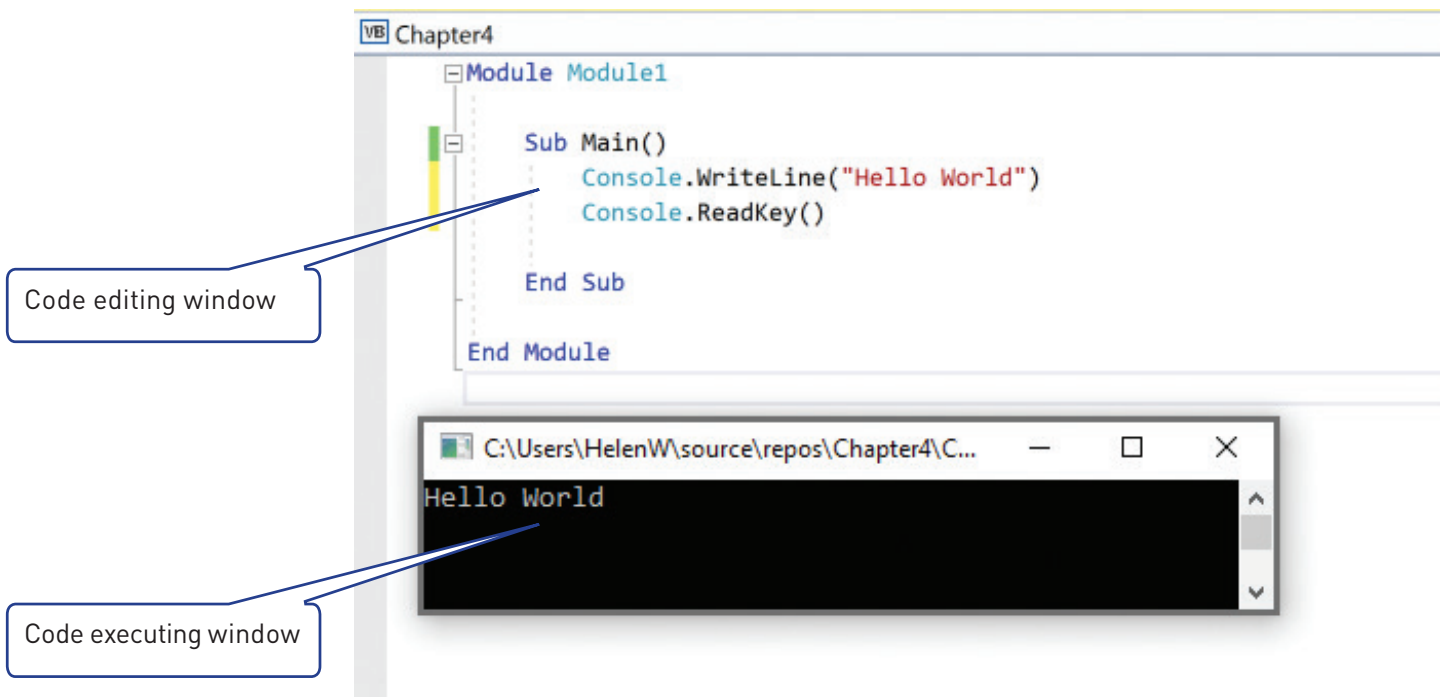 VB Chapter4
Module Module1
Sub Main()
Console.WriteLine("Hello World")
Console.ReadKey()
End Sub
End Module
Code editing window
C:\Users\HelenW\source\repos\Chapter4\C...
Hello World
Code executing window